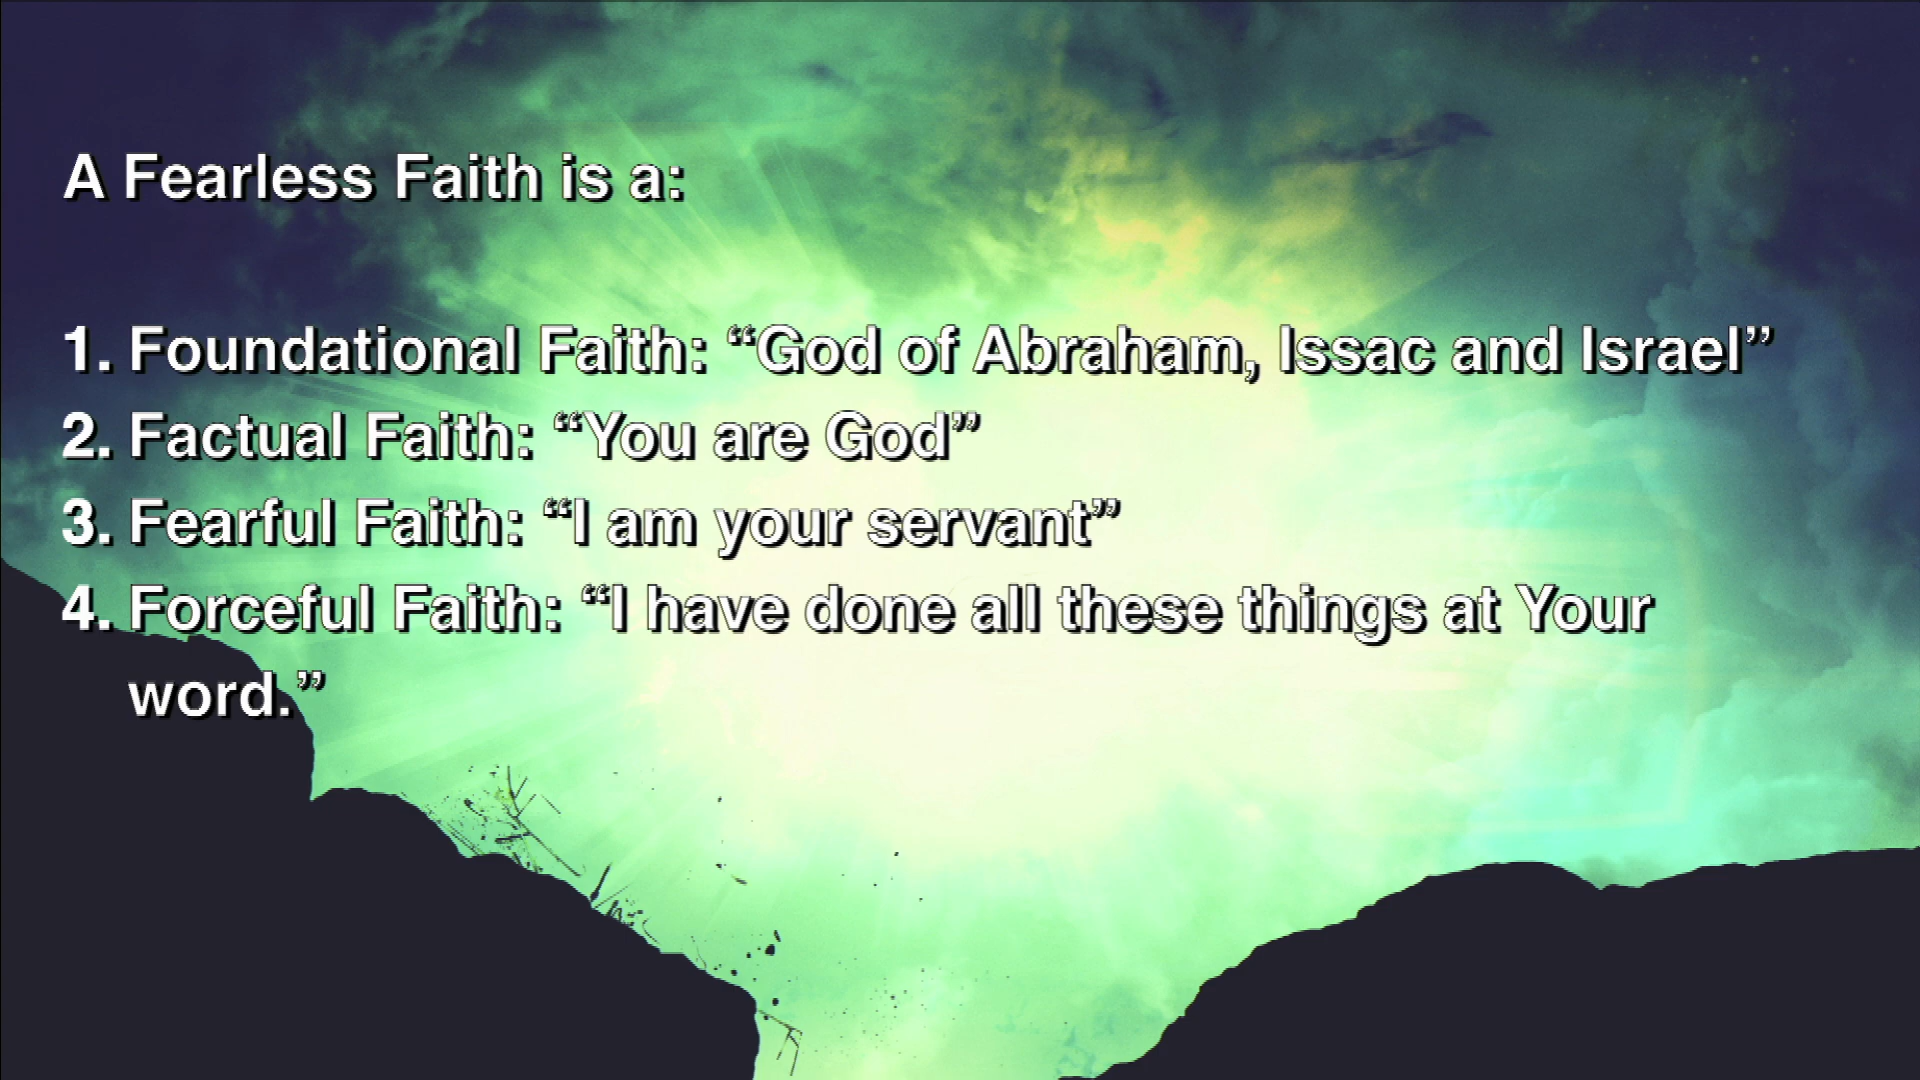 A Fearless Faith is a:
1. Foundational Faith: “God of Abraham, Issac and Israel”
2. Factual Faith: “You are God”
3. Fearful Faith: “I am your servant”
4. Forceful Faith: “I have done all these things at Your
word.”